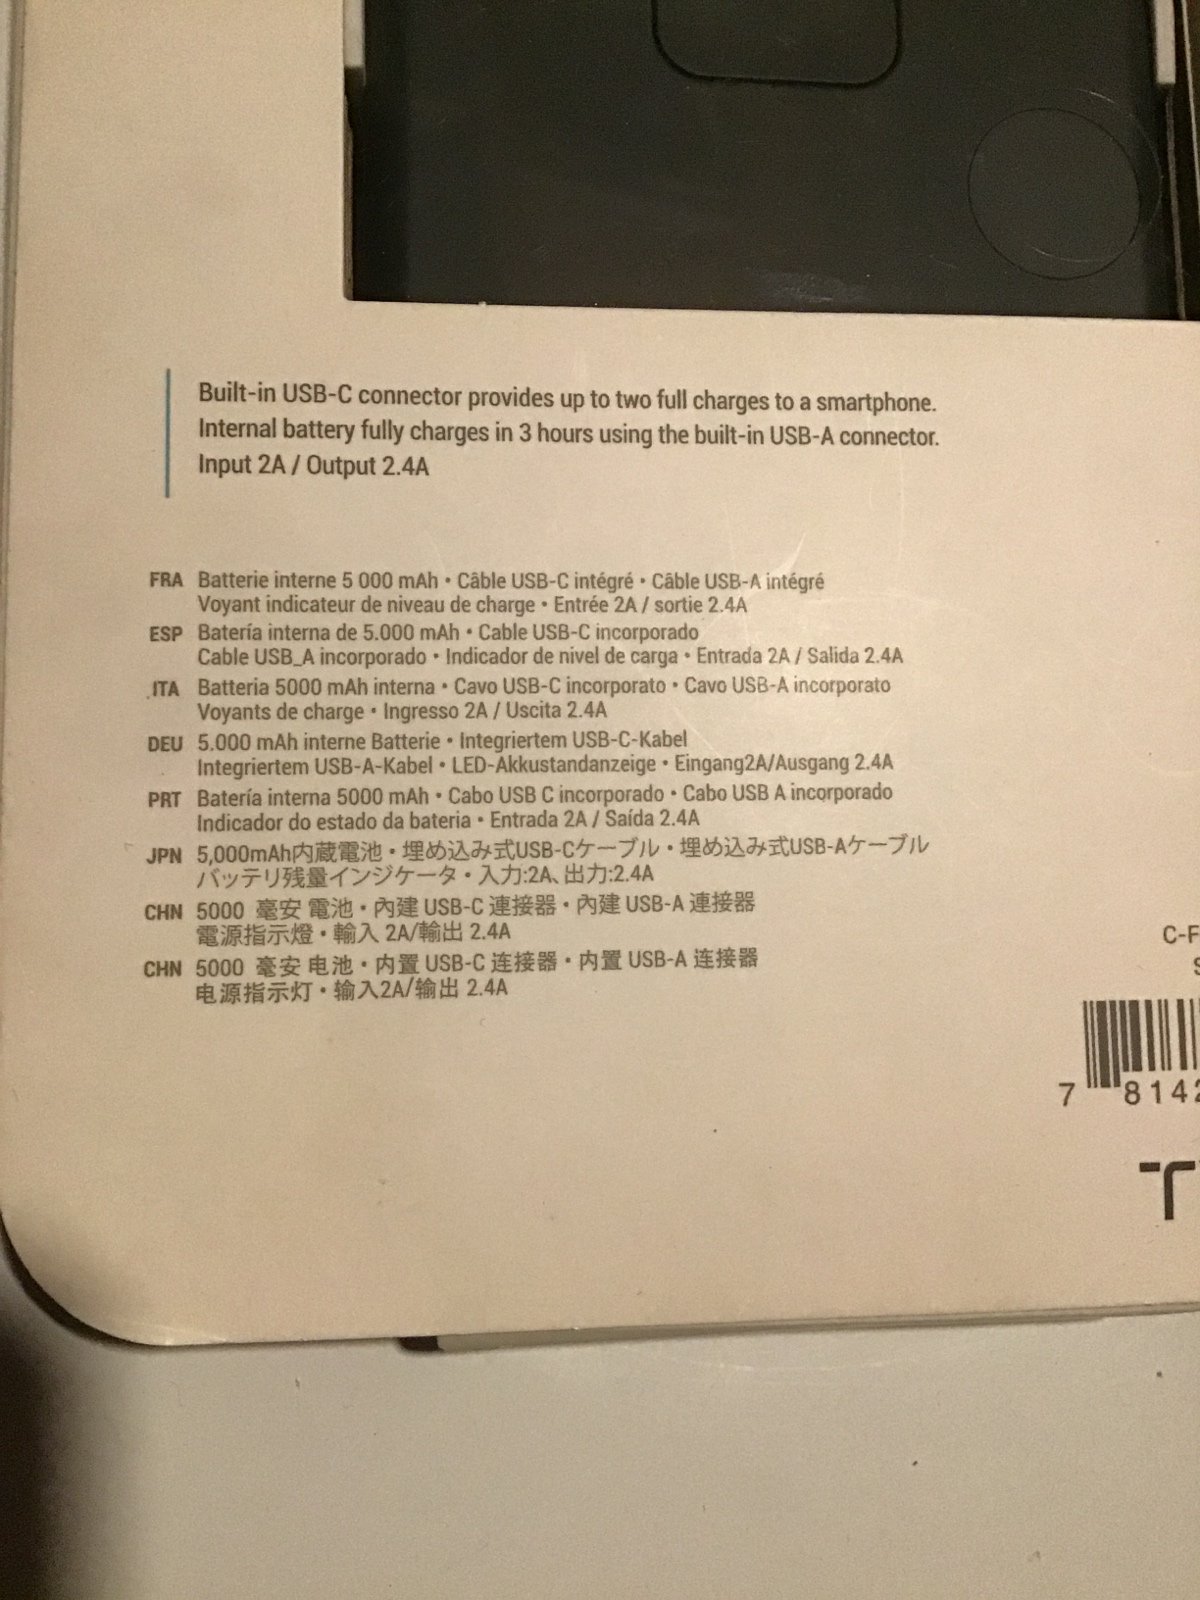 Built-in USB-C connector provides up to two full charges to a smartphone.
Internal battery fully charges in 3 hours using the built-in USB-A connector.
Input 2A / Output 2.4A
FRA Batterie interne 5 000 mAh • Câble USB-C intégré • Câble USB-A intégré
Voyant indicateur de niveau de charge • Entrée 2A / sortie 2.4A
ESP Batería interna de 5.000 mAh • Cable USB-C incorporado
Cable USB_A incorporado • Indicador de nivel de carga • Entrada 2A / Salida 2.4A
ITA Batteria 5000 mAh interna • Cavo USB-C incorporato • Cavo USB-A incorporato
Voyants de charge • Ingresso 2A / Uscita 2.4A
DEU 5.000 mAh interne Batterie • Integriertem USB-C-Kabel
Integriertem USB-A-Kabel • LED-Akkustandanzeige • Eingang2A/Ausgang 2.4A
PRT Batería interna 5000 mAh • Cabo USB C incorporado • Cabo USB A incorporado
Indicador do estado da bateria • Entrada 2A / Saída 2.4A
JPN 5,000mAh内蔵電池・埋め込み式USB-Cケーブル・埋め込み式USB-Aケーブル
バッテリ残量インジケータ・入力:2A、出力:2.4A
CHN 5000 毫安 電池・內建 USB-C 連接器・內建 USB-A 連接器
電源指示燈・輸入 2A/輸出 2.4A
CHN 5000 毫安 电池・内置 USB-C 连接器・内置 USB-A 连接器
电源指示灯・输入2A/输出 2.4A
C-F
7 8142